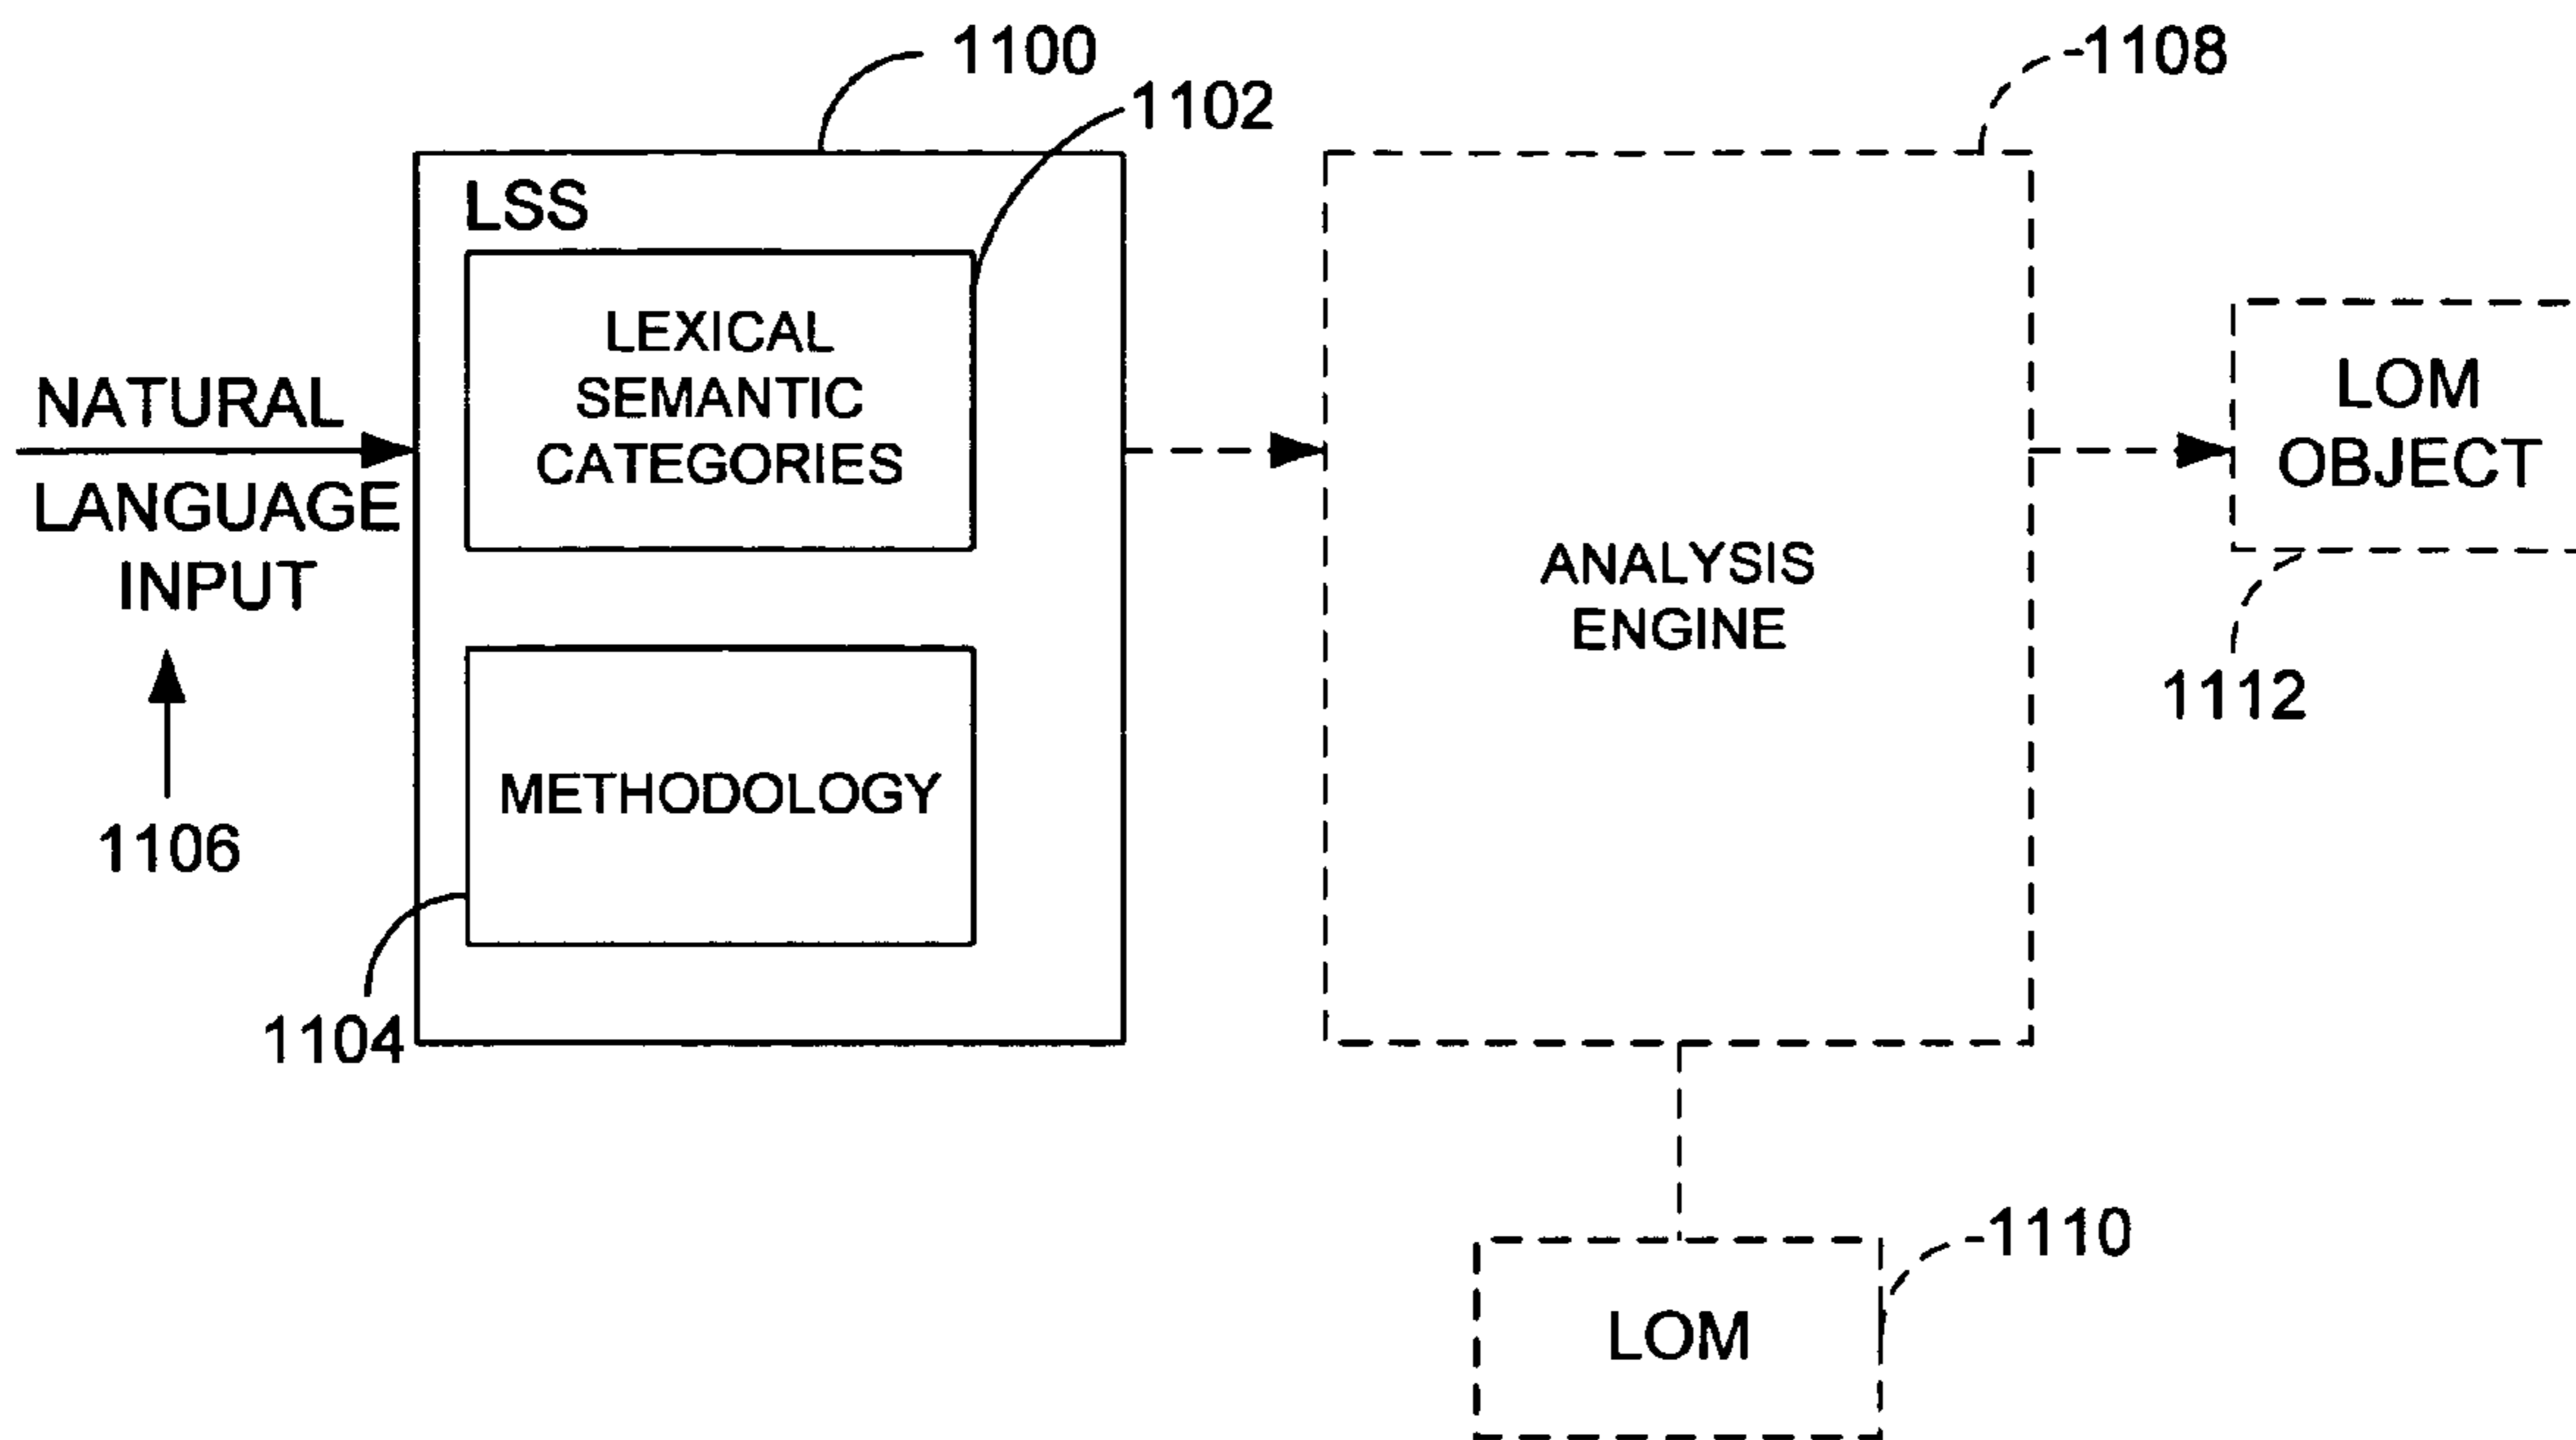 1100
1108
1102
LSS
LEXICAL
SEMANTIC
CATEGORIES
NATURAL
LANGUAGE
INPUT
1106
METHODOLOGY
1104
ANALYSIS
ENGINE
LOM
OBJECT
1112
1110
LOM